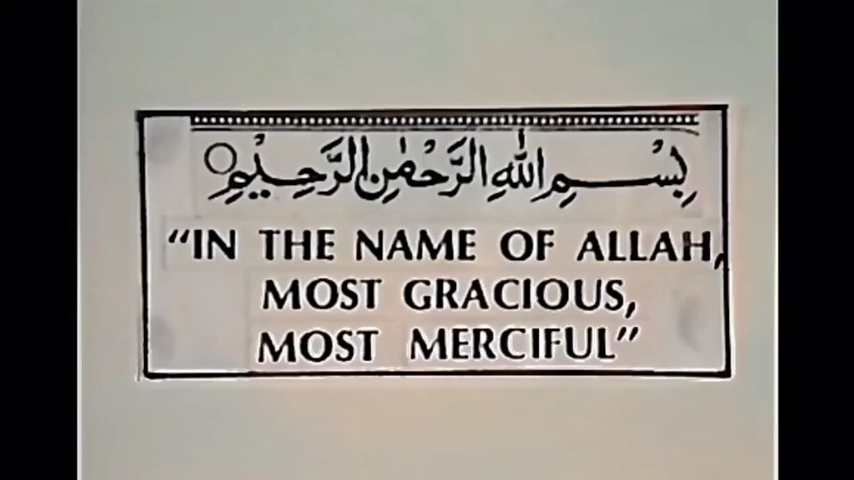 بِسْمِ اللهِ الرَّحْمٰنِ الرَّحِيْمِ
“IN THE NAME OF ALLAH,
MOST GRACIOUS,
MOST MERCIFUL”